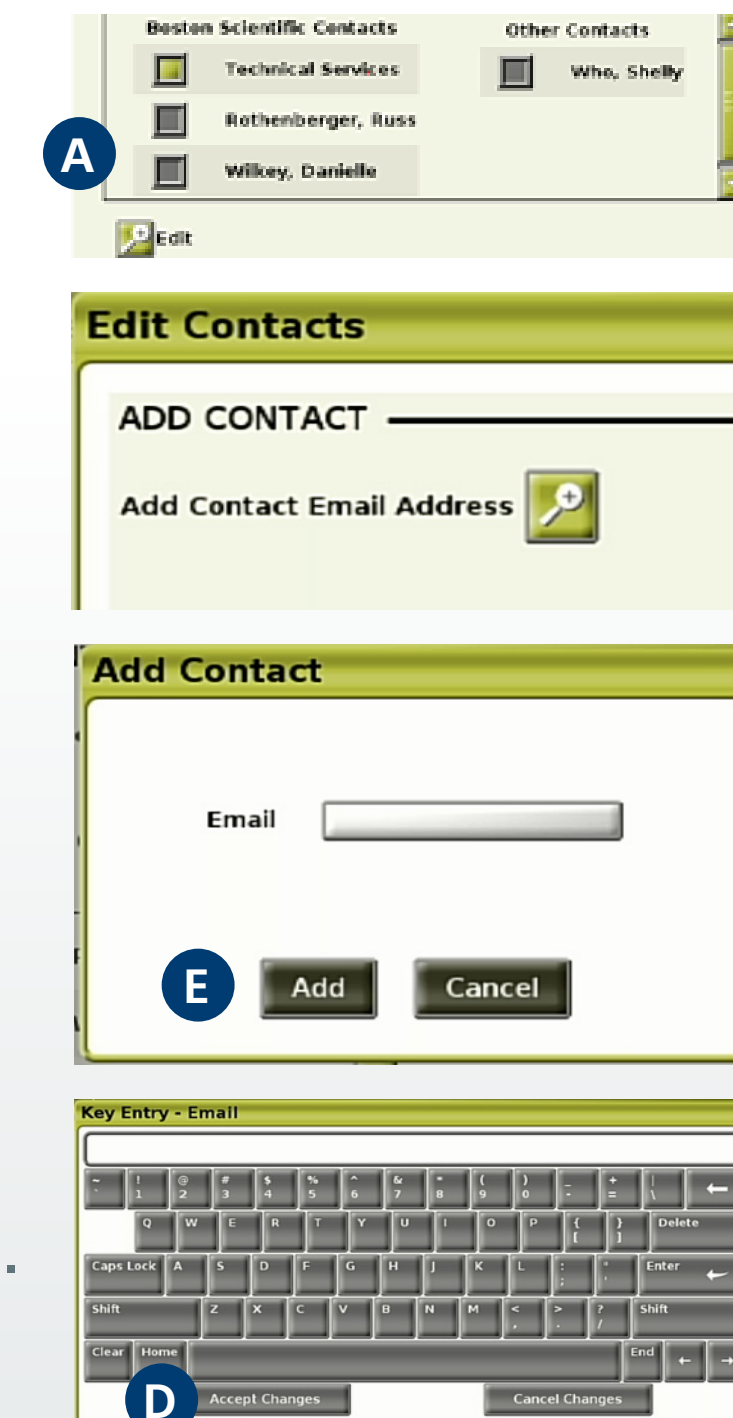 Boston Scientific Contacts Other Contacts
Technical Services Who, Shelly
Rothenberger, Russ
A
Wilkey, Danielle
Edit
Edit Contacts
ADD CONTACT
Add Contact Email Address
Add Contact
Email
E Add Cancel
Key Entry - Email
~ ! @ # $ % ^ & * ( ) _ + |
` 1 2 3 4 5 6 7 8 9 0 - = \ ←
Q W E R T Y U I O P { } Delete
[ ]
Caps Lock A S D F G H J K L : " Enter
; '
Shift Z X C V B N M < > ? Shift
, . /
Clear Home End ← →
D Accept Changes Cancel Changes